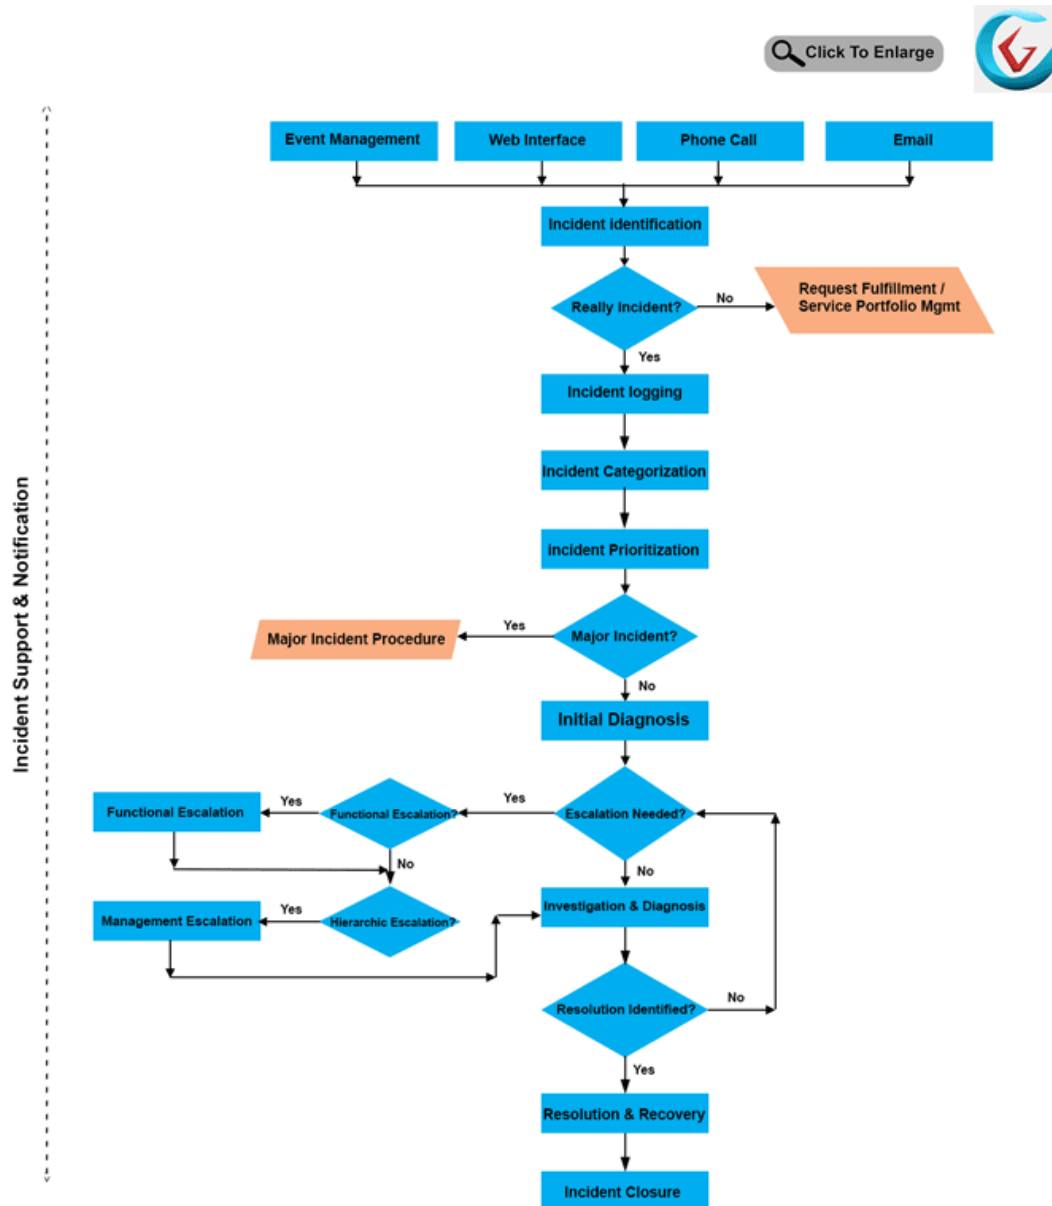 Click To Enlarge
Event Management
Web Interface
Phone Call
Email
Incident identification
Really Incident?
No
Request Fulfillment /
Service Portfolio Mgmt
Yes
Incident logging
Incident Categorization
incident Prioritization
Yes
Major Incident?
Major Incident Procedure
No
Initial Diagnosis
Incident Support & Notification
Functional Escalation
Yes
Functional Escalation?
Yes
Escalation Needed?
No
No
Management Escalation
Yes
Hierarchic Escalation?
Investigation & Diagnosis
Resolution Identified?
No
Yes
Resolution & Recovery
Incident Closure